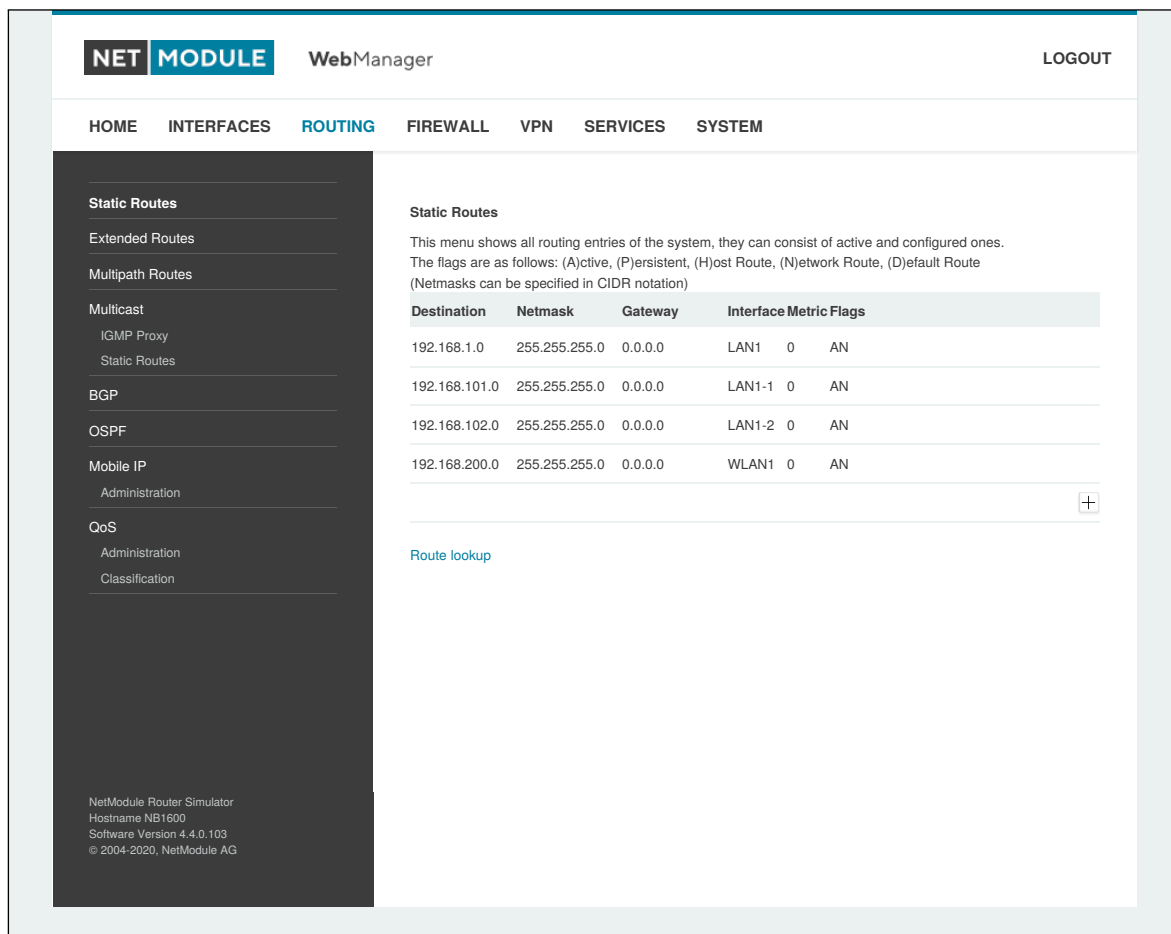 NET MODULE WebManager LOGOUT
HOME INTERFACES ROUTING FIREWALL VPN SERVICES SYSTEM
Static Routes
Extended Routes
Multipath Routes
Multicast
IGMP Proxy
Static Routes
BGP
OSPF
Mobile IP
Administration
QoS
Administration
Classification
NetModule Router Simulator
Hostname NB1600
Software Version 4.4.0.103
© 2004-2020, NetModule AG
Static Routes
This menu shows all routing entries of the system, they can consist of active and configured ones.
The flags are as follows: (A)ctive, (P)ersistent, (H)ost Route, (N)etwork Route, (D)efault Route
(Netmasks can be specified in CIDR notation)
Destination Netmask Gateway Interface Metric Flags
192.168.1.0 255.255.255.0 0.0.0.0 LAN1 0 AN
192.168.101.0 255.255.255.0 0.0.0.0 LAN1-1 0 AN
192.168.102.0 255.255.255.0 0.0.0.0 LAN1-2 0 AN
192.168.200.0 255.255.255.0 0.0.0.0 WLAN1 0 AN
Route lookup